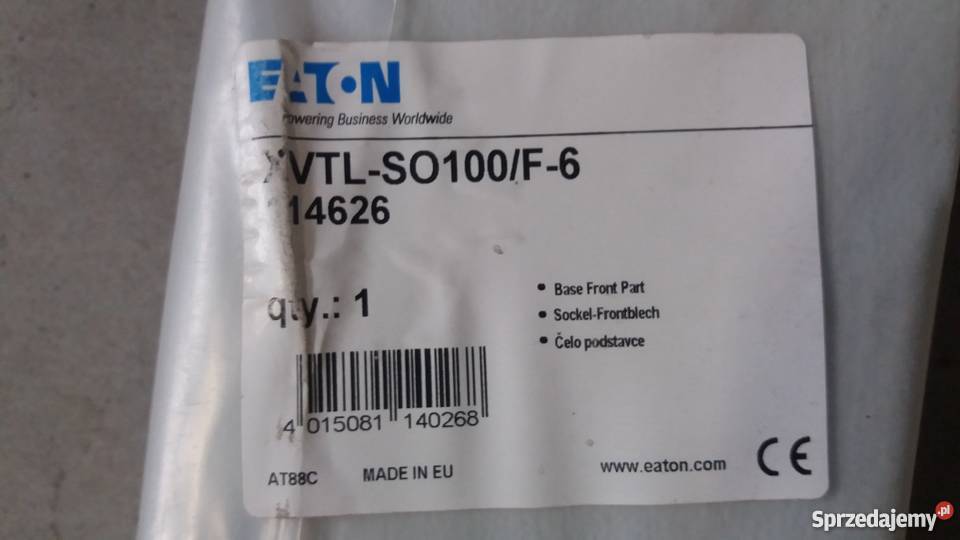 EATON
Powering Business Worldwide
XVTL-SO100/F-6
14626
qty.: 1
• Base Front Part
• Sockel-Frontblech
• Čelo podstavce
4 015081 140268
AT88C MADE IN EU
www.eaton.com CE
Sprzedajemy.pl